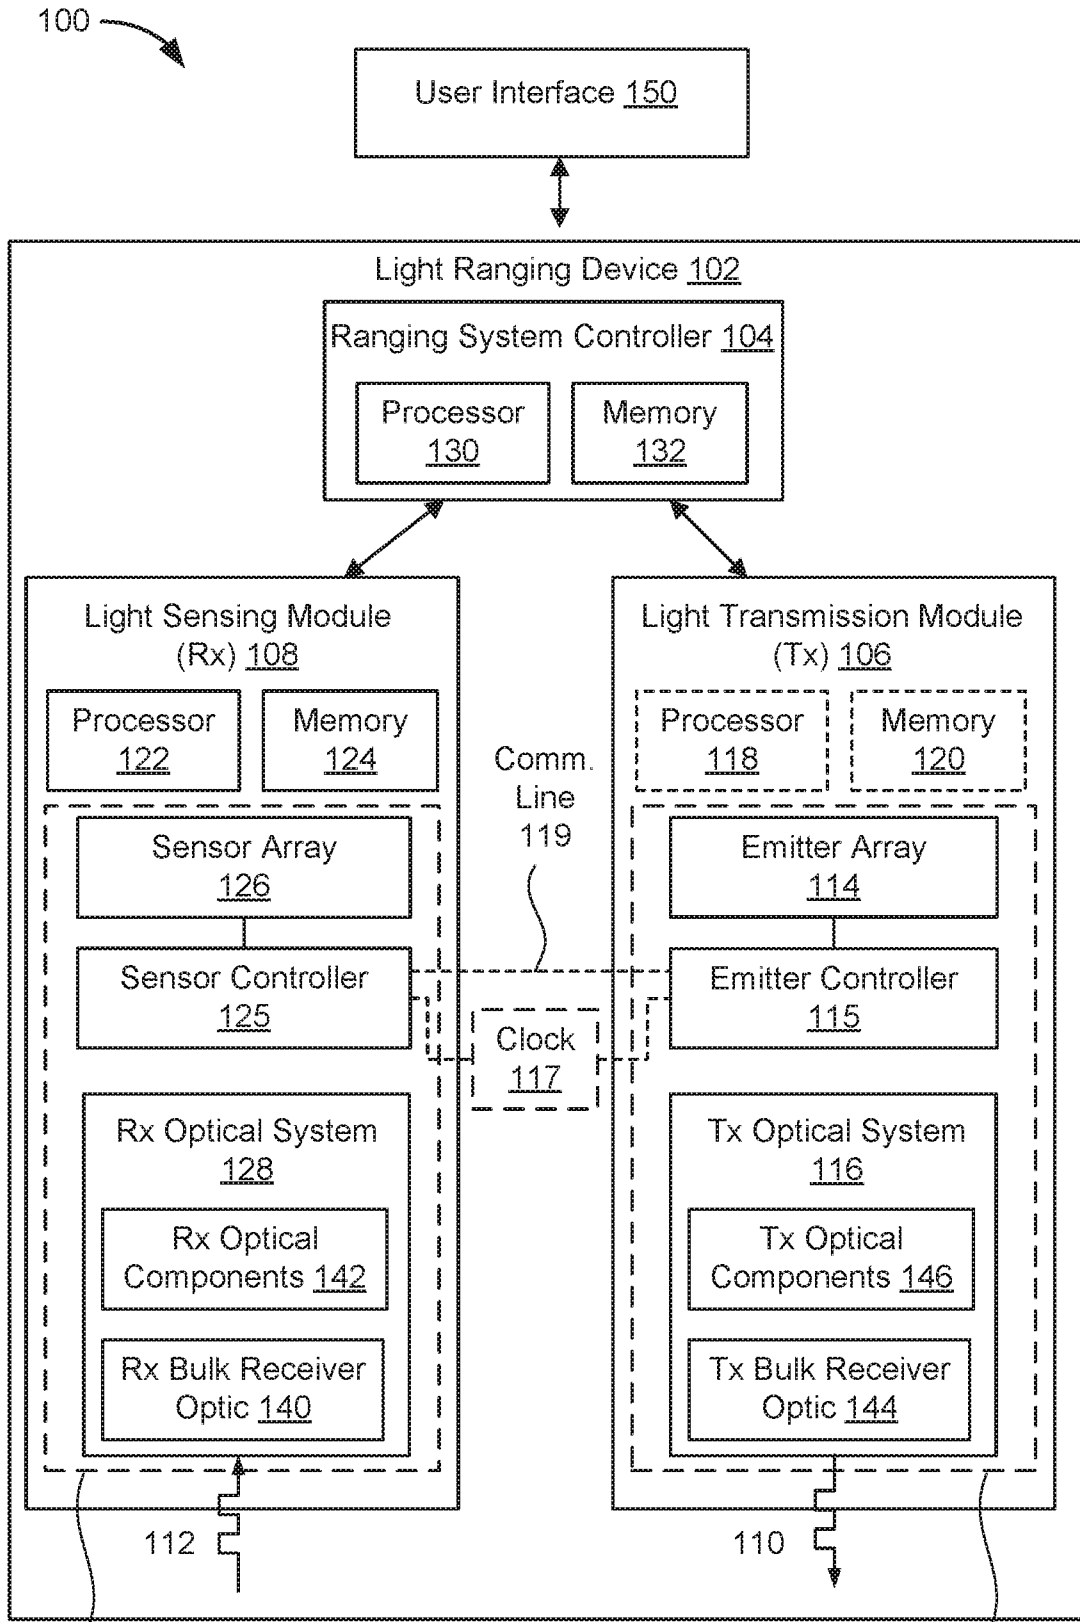 100
User Interface 150
Light Ranging Device 102
Ranging System Controller 104
Processor
130
Memory
132
Light Sensing Module
(Rx) 108
Processor
122
Memory
124
Sensor Array
126
Sensor Controller
125
Rx Optical System
128
Rx Optical
Components 142
Rx Bulk Receiver
Optic 140
112
Comm.
Line
119
Clock
117
Light Transmission Module
(Tx) 106
Processor
118
Memory
120
Emitter Array
114
Emitter Controller
115
Tx Optical System
116
Tx Optical
Components 146
Tx Bulk Receiver
Optic 144
110